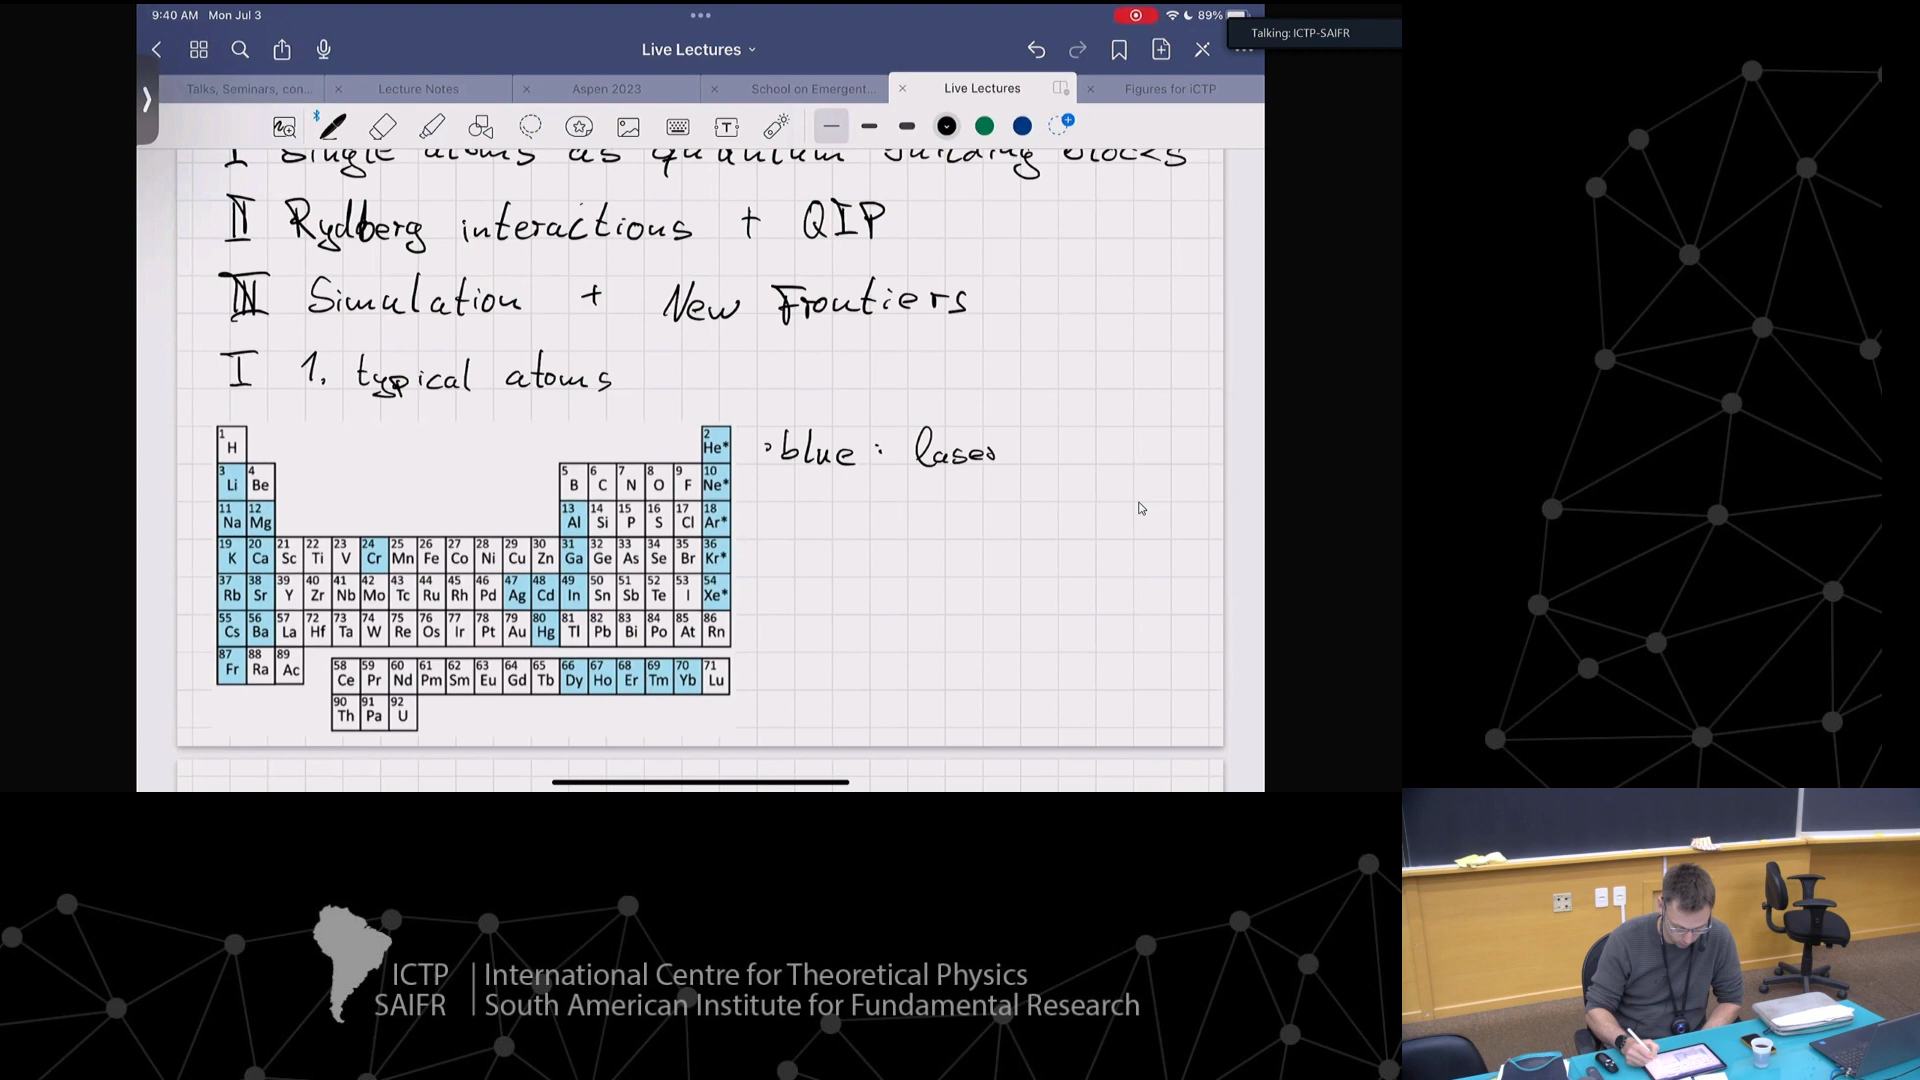 9:40 AM Mon Jul 3
89%
Talking: ICTP-SAIFR
Live Lectures
Talks, Seminars, con...
Lecture Notes
Aspen 2023
School on Emergent...
Live Lectures
Figures for iCTP
I Single atoms as quantum building blocks
II Rydberg interactions + QIP
III Simulation + New Frontiers
I 1. typical atoms
blue : laser
1 H 2 He*
3 Li 4 Be 5 B 6 C 7 N 8 O 9 F 10 Ne*
11 Na 12 Mg 13 Al 14 Si 15 P 16 S 17 Cl 18 Ar*
19 K 20 Ca 21 Sc 22 Ti 23 V 24 Cr 25 Mn 26 Fe 27 Co 28 Ni 29 Cu 30 Zn 31 Ga 32 Ge 33 As 34 Se 35 Br 36 Kr*
37 Rb 38 Sr 39 Y 40 Zr 41 Nb 42 Mo 43 Tc 44 Ru 45 Rh 46 Pd 47 Ag 48 Cd 49 In 50 Sn 51 Sb 52 Te 53 I 54 Xe*
55 Cs 56 Ba 57 La 72 Hf 73 Ta 74 W 75 Re 76 Os 77 Ir 78 Pt 79 Au 80 Hg 81 Tl 82 Pb 83 Bi 84 Po 85 At 86 Rn
87 Fr 88 Ra 89 Ac
58 Ce 59 Pr 60 Nd 61 Pm 62 Sm 63 Eu 64 Gd 65 Tb 66 Dy 67 Ho 68 Er 69 Tm 70 Yb 71 Lu
90 Th 91 Pa 92 U
ICTP | International Centre for Theoretical Physics
SAIFR | South American Institute for Fundamental Research